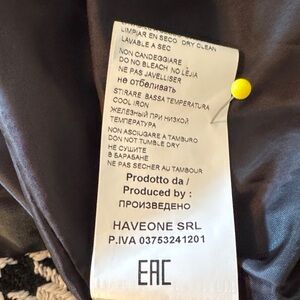 LIMPIAR EN SECO DRY CLEAN
LAVABLE A SEC
NON CANDEGGIARE
DO NO BLEACH NO LEJA
NE PAS JAVELLISER
не отбеливать
STIRARE BASSA TEMPERATURA
COOL IRON
ЖЕЛЕЗНЫЙ ПРИ НИЗКОЙ
ТЕМПЕРАТУРА
NON ASCIUGARE A TAMBURO
DON NOT TUMBLE DRY
НЕ СУШИТЕ
В БАРАБАНЕ
NE PAS SECHER AU TAMBOUR
Prodotto da /
Produced by :
ПРОИЗВЕДЕНО
HAVEONE SRL
P.IVA 03753241201
EAC